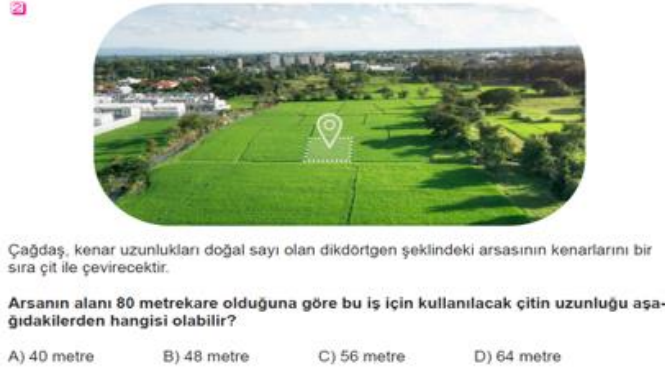 2
Çağdaş, kenar uzunlukları doğal sayı olan dikdörtgen şeklindeki arsasının kenarlarını bir
sıra çit ile çevirecektir.
Arsanın alanı 80 metrekare olduğuna göre bu iş için kullanılacak çitin uzunluğu aşa-
ğıdakilerden hangisi olabilir?
A) 40 metre B) 48 metre C) 56 metre D) 64 metre